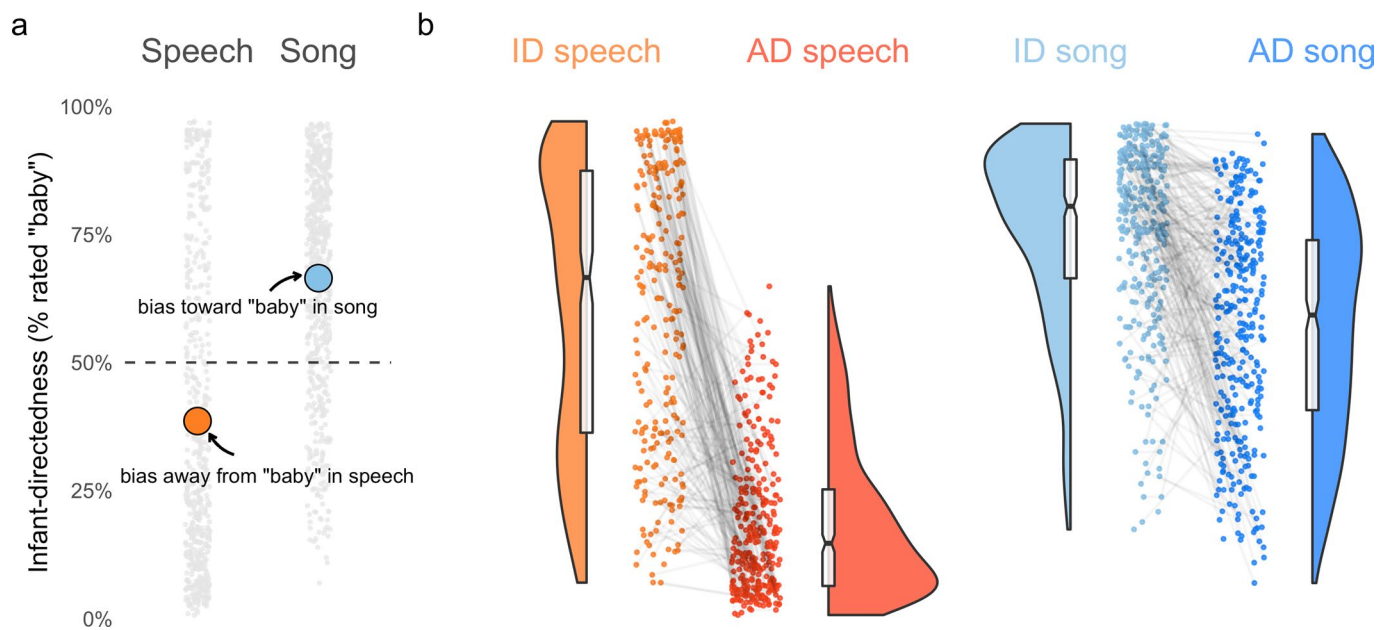 a
b
Speech Song
ID speech
AD speech
ID song
AD song
Infant-directedness (% rated "baby")
100%
75%
50%
25%
0%
bias toward "baby" in song
bias away from "baby" in speech